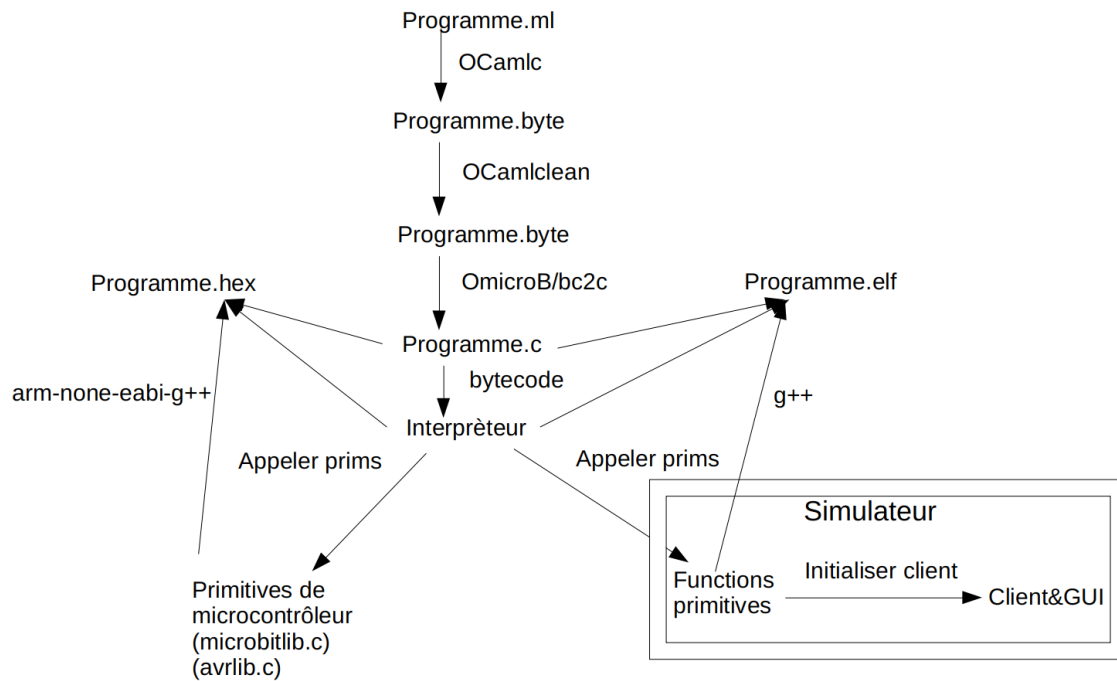 Programme.ml
OCamlc
Programme.byte
OCamlclean
Programme.byte
OmicroB/bc2c
Programme.hex
Programme.elf
Programme.c
bytecode
arm-none-eabi-g++
g++
Interprèteur
Appeler prims
Appeler prims
Simulateur
Initialiser client
Functions
primitives
Client&GUI
Primitives de
microcontrôleur
(microbitlib.c)
(avrlib.c)